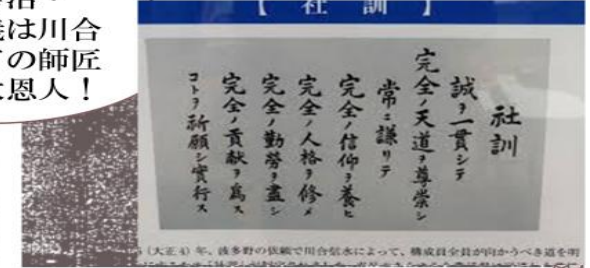 は川合
の師匠
恩人！
【社訓】
社訓
誠ヲ一貫シテ
完全ノ天道ヲ尊崇シ
常ニ謙リテ
完全ノ信仰ヲ養ヒ
完全ノ人格ヲ修メ
完全ノ勤勞ヲ盡シ
完全ノ貢献ヲ爲ス
コトヲ祈願シ實行ス
（大正4）年、波多野の依頼で川合信水によって、構成員全員が向かうべき道を明